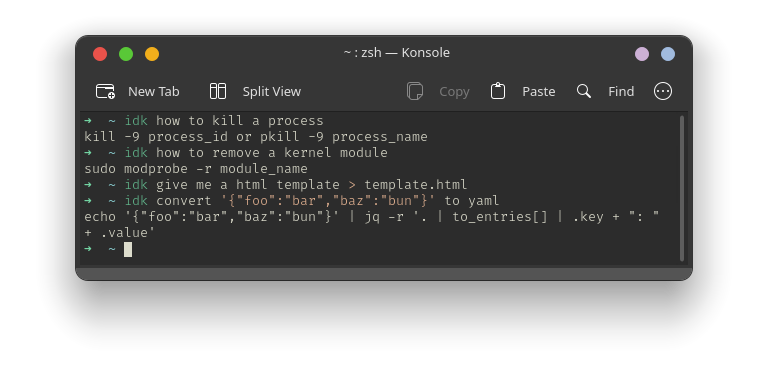 ~ : zsh — Konsole
New Tab Split View Copy Paste Find
➜ ~ idk how to kill a process
kill -9 process_id or pkill -9 process_name
➜ ~ idk how to remove a kernel module
sudo modprobe -r module_name
➜ ~ idk give me a html template > template.html
➜ ~ idk convert '{"foo":"bar","baz":"bun"}' to yaml
echo '{"foo":"bar","baz":"bun"}' | jq -r '. | to_entries[] | .key + ": "
+ .value'
➜ ~